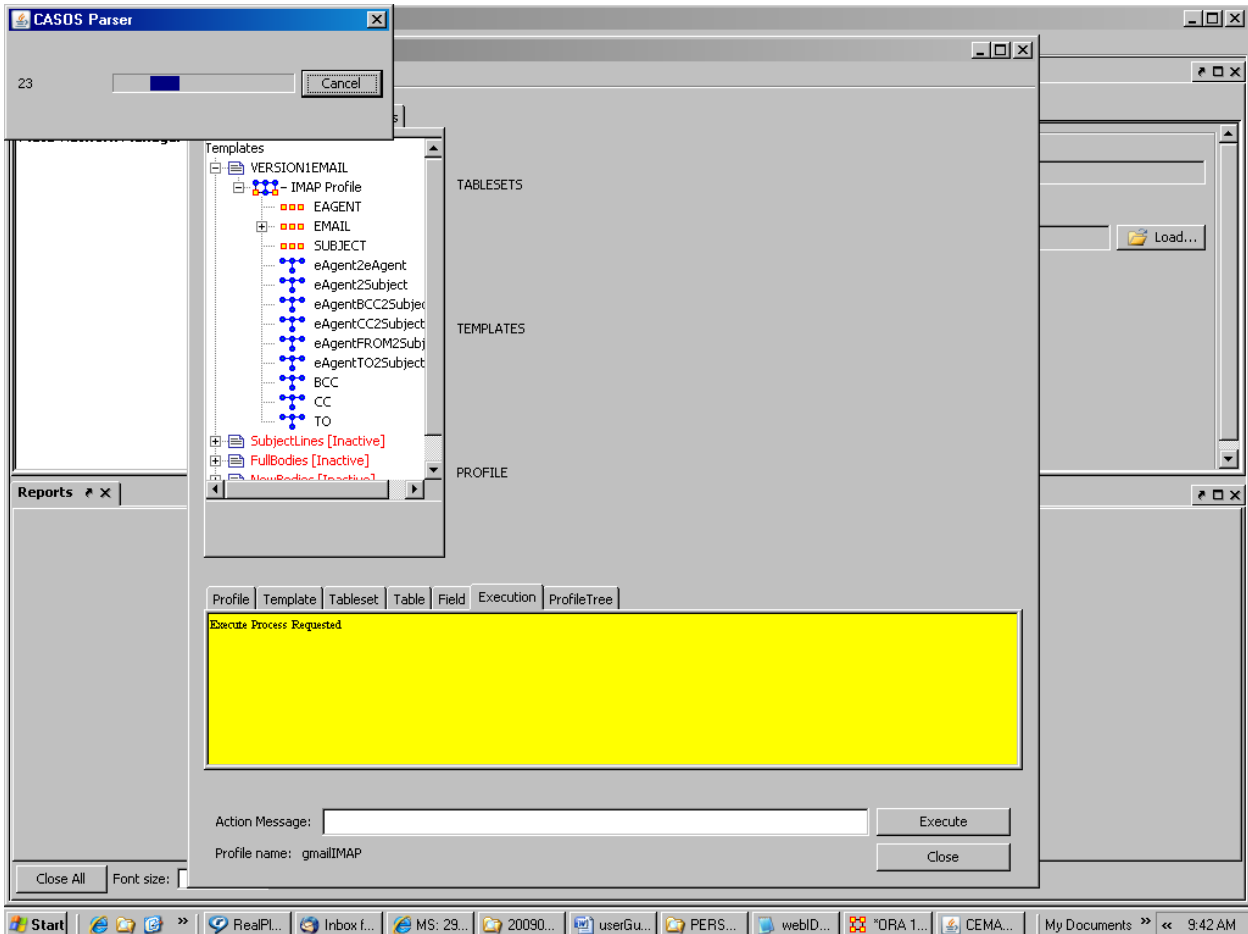 CASOS Parser
23
Cancel
Templates
VERSION1EMAIL
– IMAP Profile
EAGENT
EMAIL
SUBJECT
eAgent2eAgent
eAgent2Subject
eAgentBCC2Subjec
eAgentCC2Subject
eAgentFROM2Subj
eAgentTO2Subject
BCC
CC
TO
SubjectLines [Inactive]
FullBodies [Inactive]
NewBodies [Inactive]
TABLESETS
TEMPLATES
PROFILE
Load...
Reports
Profile Template Tableset Table Field Execution ProfileTree
Execute Process Requested
Action Message:
Execute
Profile name: gmailIMAP
Close
Close All Font size:
Start » RealPl... Inbox f... MS: 29... 20090... userGu... PERS... webID... *ORA 1... CEMA... My Documents » « 9:42 AM